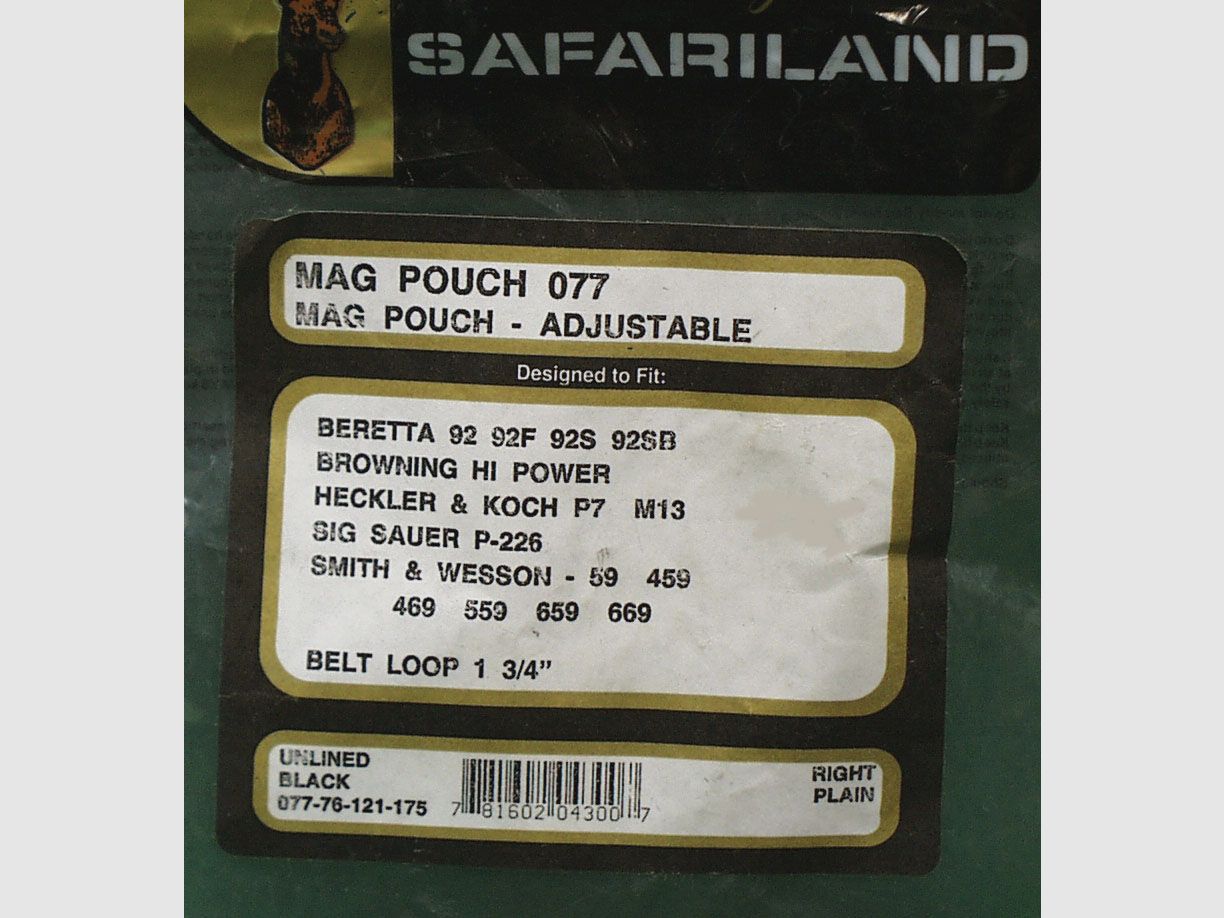 SAFARILAND
MAG POUCH 077
MAG POUCH - ADJUSTABLE
Designed to Fit:
BERETTA 92 92F 92S 92SB
BROWNING HI POWER
HECKLER & KOCH P7 M13
SIG SAUER P-226
SMITH & WESSON - 59 459
469 559 659 669
BELT LOOP 1 3/4"
UNLINED
BLACK
077-76-121-175
7 81602 04300 7
RIGHT
PLAIN